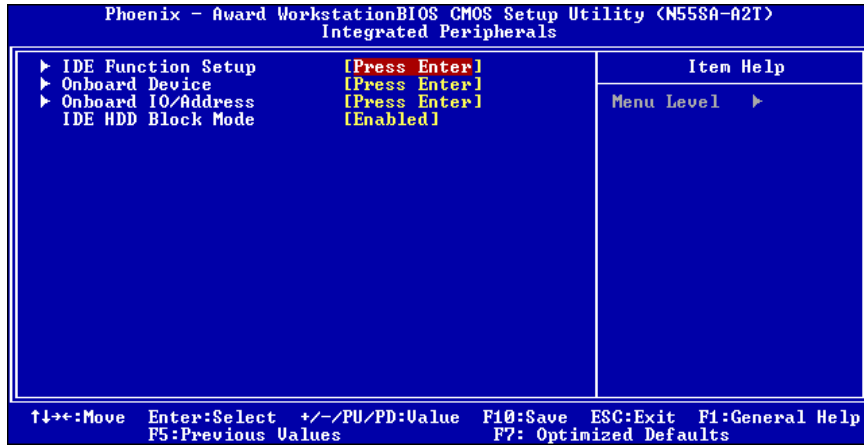 Phoenix - Award WorkstationBIOS CMOS Setup Utility (N55SA-A2T)
Integrated Peripherals
► IDE Function Setup [Press Enter]
► Onboard Device [Press Enter]
► Onboard IO/Address [Press Enter]
IDE HDD Block Mode [Enabled]
Item Help
Menu Level ►
↑↓→←:Move Enter:Select +/-/PU/PD:Value F10:Save ESC:Exit F1:General Help
F5:Previous Values F7: Optimized Defaults